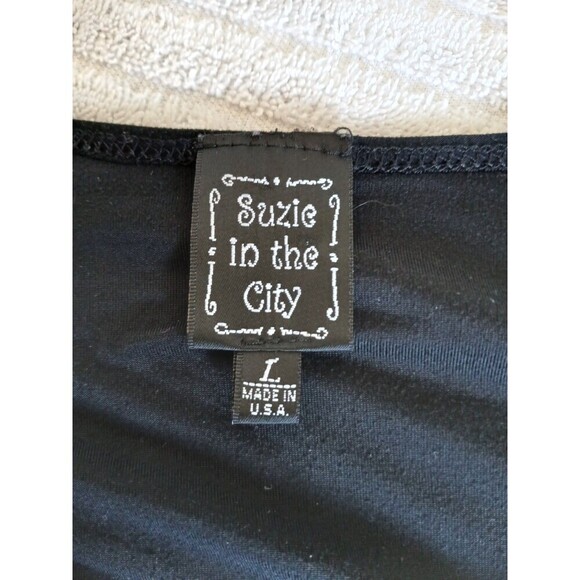 Suzie
in the
City
L
MADE IN
U.S.A.